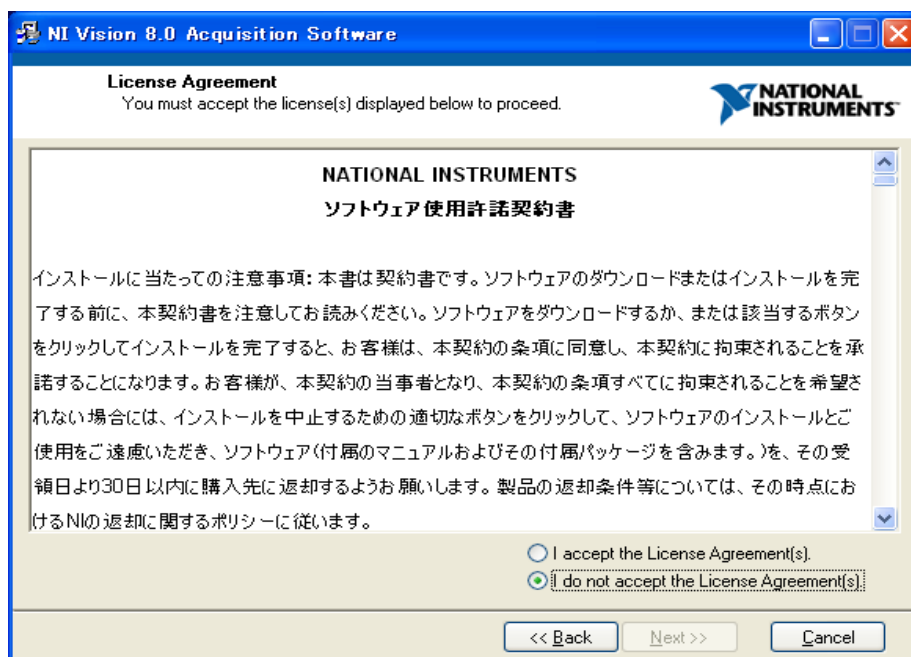 NI Vision 8.0 Acquisition Software
License Agreement
You must accept the license(s) displayed below to proceed.
NATIONAL
INSTRUMENTS™
NATIONAL INSTRUMENTS
ソフトウェア使用許諾契約書
インストールに当たっての注意事項: 本書は契約書です。ソフトウェアのダウンロードまたはインストールを完
了する前に、本契約書を注意してお読みください。ソフトウェアをダウンロードするか、または該当するボタン
をクリックしてインストールを完了すると、お客様は、本契約の条項に同意し、本契約に拘束されることを承
諾することになります。お客様が、本契約の当事者となり、本契約の条項すべてに拘束されることを希望さ
れない場合には、インストールを中止するための適切なボタンをクリックして、ソフトウェアのインストールとご
使用をご遠慮いただき、ソフトウェア(付属のマニュアルおよびその付属パッケージを含みます。)を、その受
領日より30日以内に購入先に返却するようお願いします。製品の返却条件等については、その時点にお
けるNIの返却に関するポリシーに従います。
I accept the License Agreement(s).
I do not accept the License Agreement(s).
<< Back
Next >>
Cancel